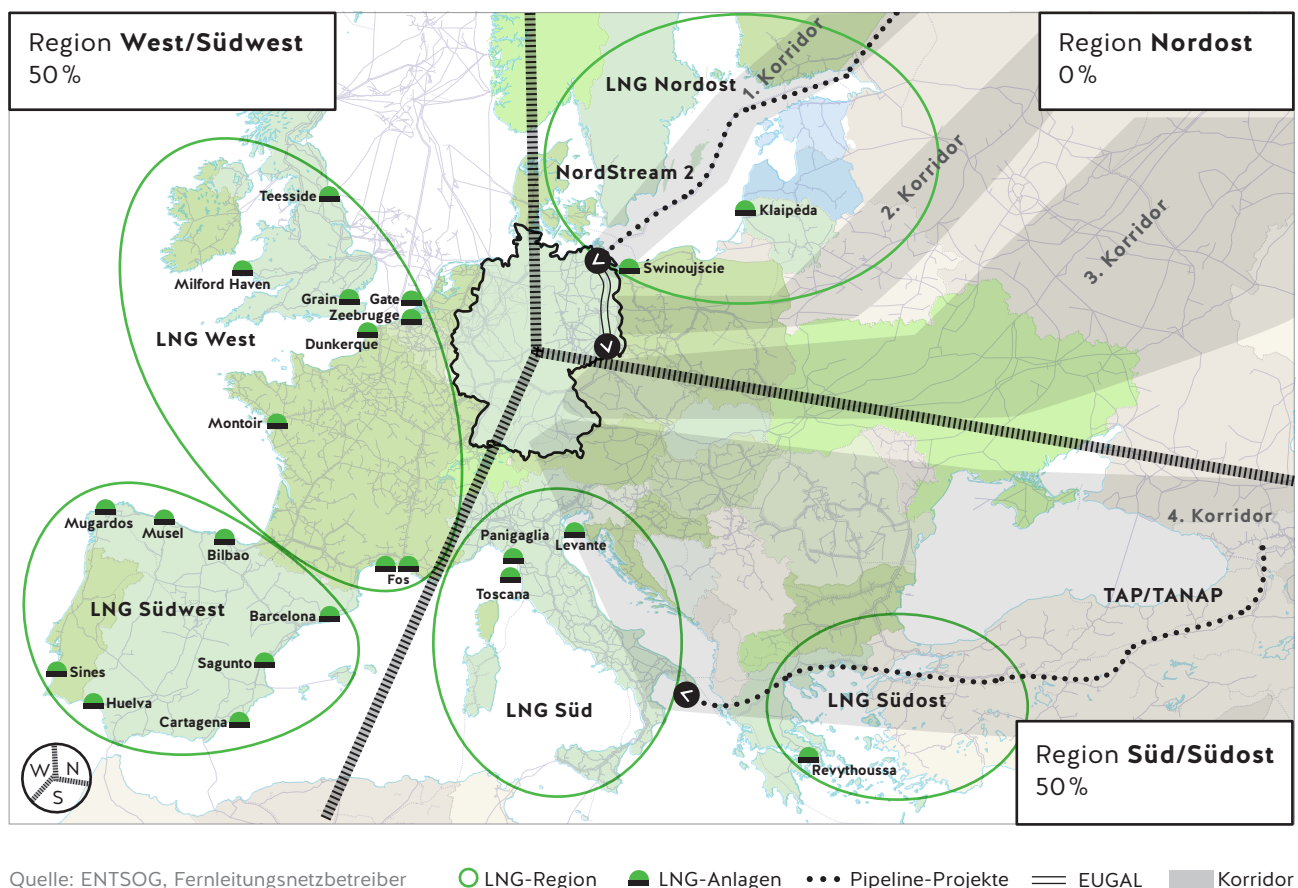 Region West/Südwest
50 %
Region Nordost
0 %
LNG Nordost
1. Korridor
NordStream 2
2. Korridor
3. Korridor
Teesside
Klaipėda
Milford Haven
Świnoujście
Grain
Gate
Zeebrugge
LNG West
Dunkerque
Montoir
4. Korridor
Mugardos
Musel
Bilbao
Panigaglia
Levante
Fos
Toscana
TAP/TANAP
LNG Südwest
Barcelona
Sagunto
Sines
Huelva
Cartagena
LNG Süd
LNG Südost
Revythoussa
Region Süd/Südost
50 %
W N
S
Quelle: ENTSOG, Fernleitungsnetzbetreiber
LNG-Region
LNG-Anlagen
Pipeline-Projekte
EUGAL
Korridor